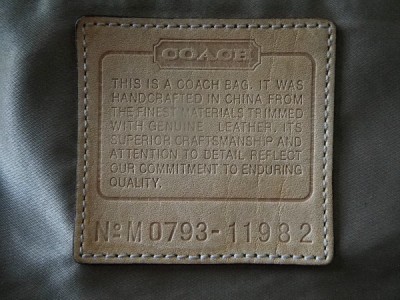 COACH
THIS IS A COACH BAG. IT WAS
HANDCRAFTED IN CHINA FROM
THE FINEST MATERIALS TRIMMED
WITH GENUINE LEATHER. ITS
SUPERIOR CRAFTSMANSHIP AND
ATTENTION TO DETAIL REFLECT
OUR COMMITMENT TO ENDURING
QUALITY.
Nº M0793-11982